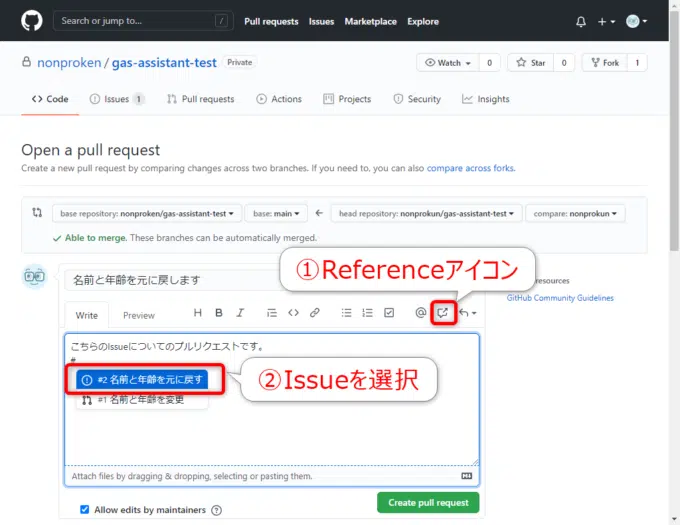 Search or jump to... / Pull requests Issues Marketplace Explore
nonproken / gas-assistant-test Private
Watch 0 Star 0 Fork 1
Code Issues 1 Pull requests Actions Projects Security Insights
Open a pull request
Create a new pull request by comparing changes across two branches. If you need to, you can also compare across forks.
base repository: nonproken/gas-assistant-test base: main head repository: nonprokun/gas-assistant-test compare: nonprokun
Able to merge. These branches can be automatically merged.
名前と年齢を元に戻します
①Referenceアイコン
resources
GitHub Community Guidelines
Write Preview H B I @
こちらのIssueについてのプルリクエストです。
#
#2 名前と年齢を元に戻す
②Issueを選択
#1 名前と年齢を変更
Attach files by dragging & dropping, selecting or pasting them.
Allow edits by maintainers ?
Create pull request